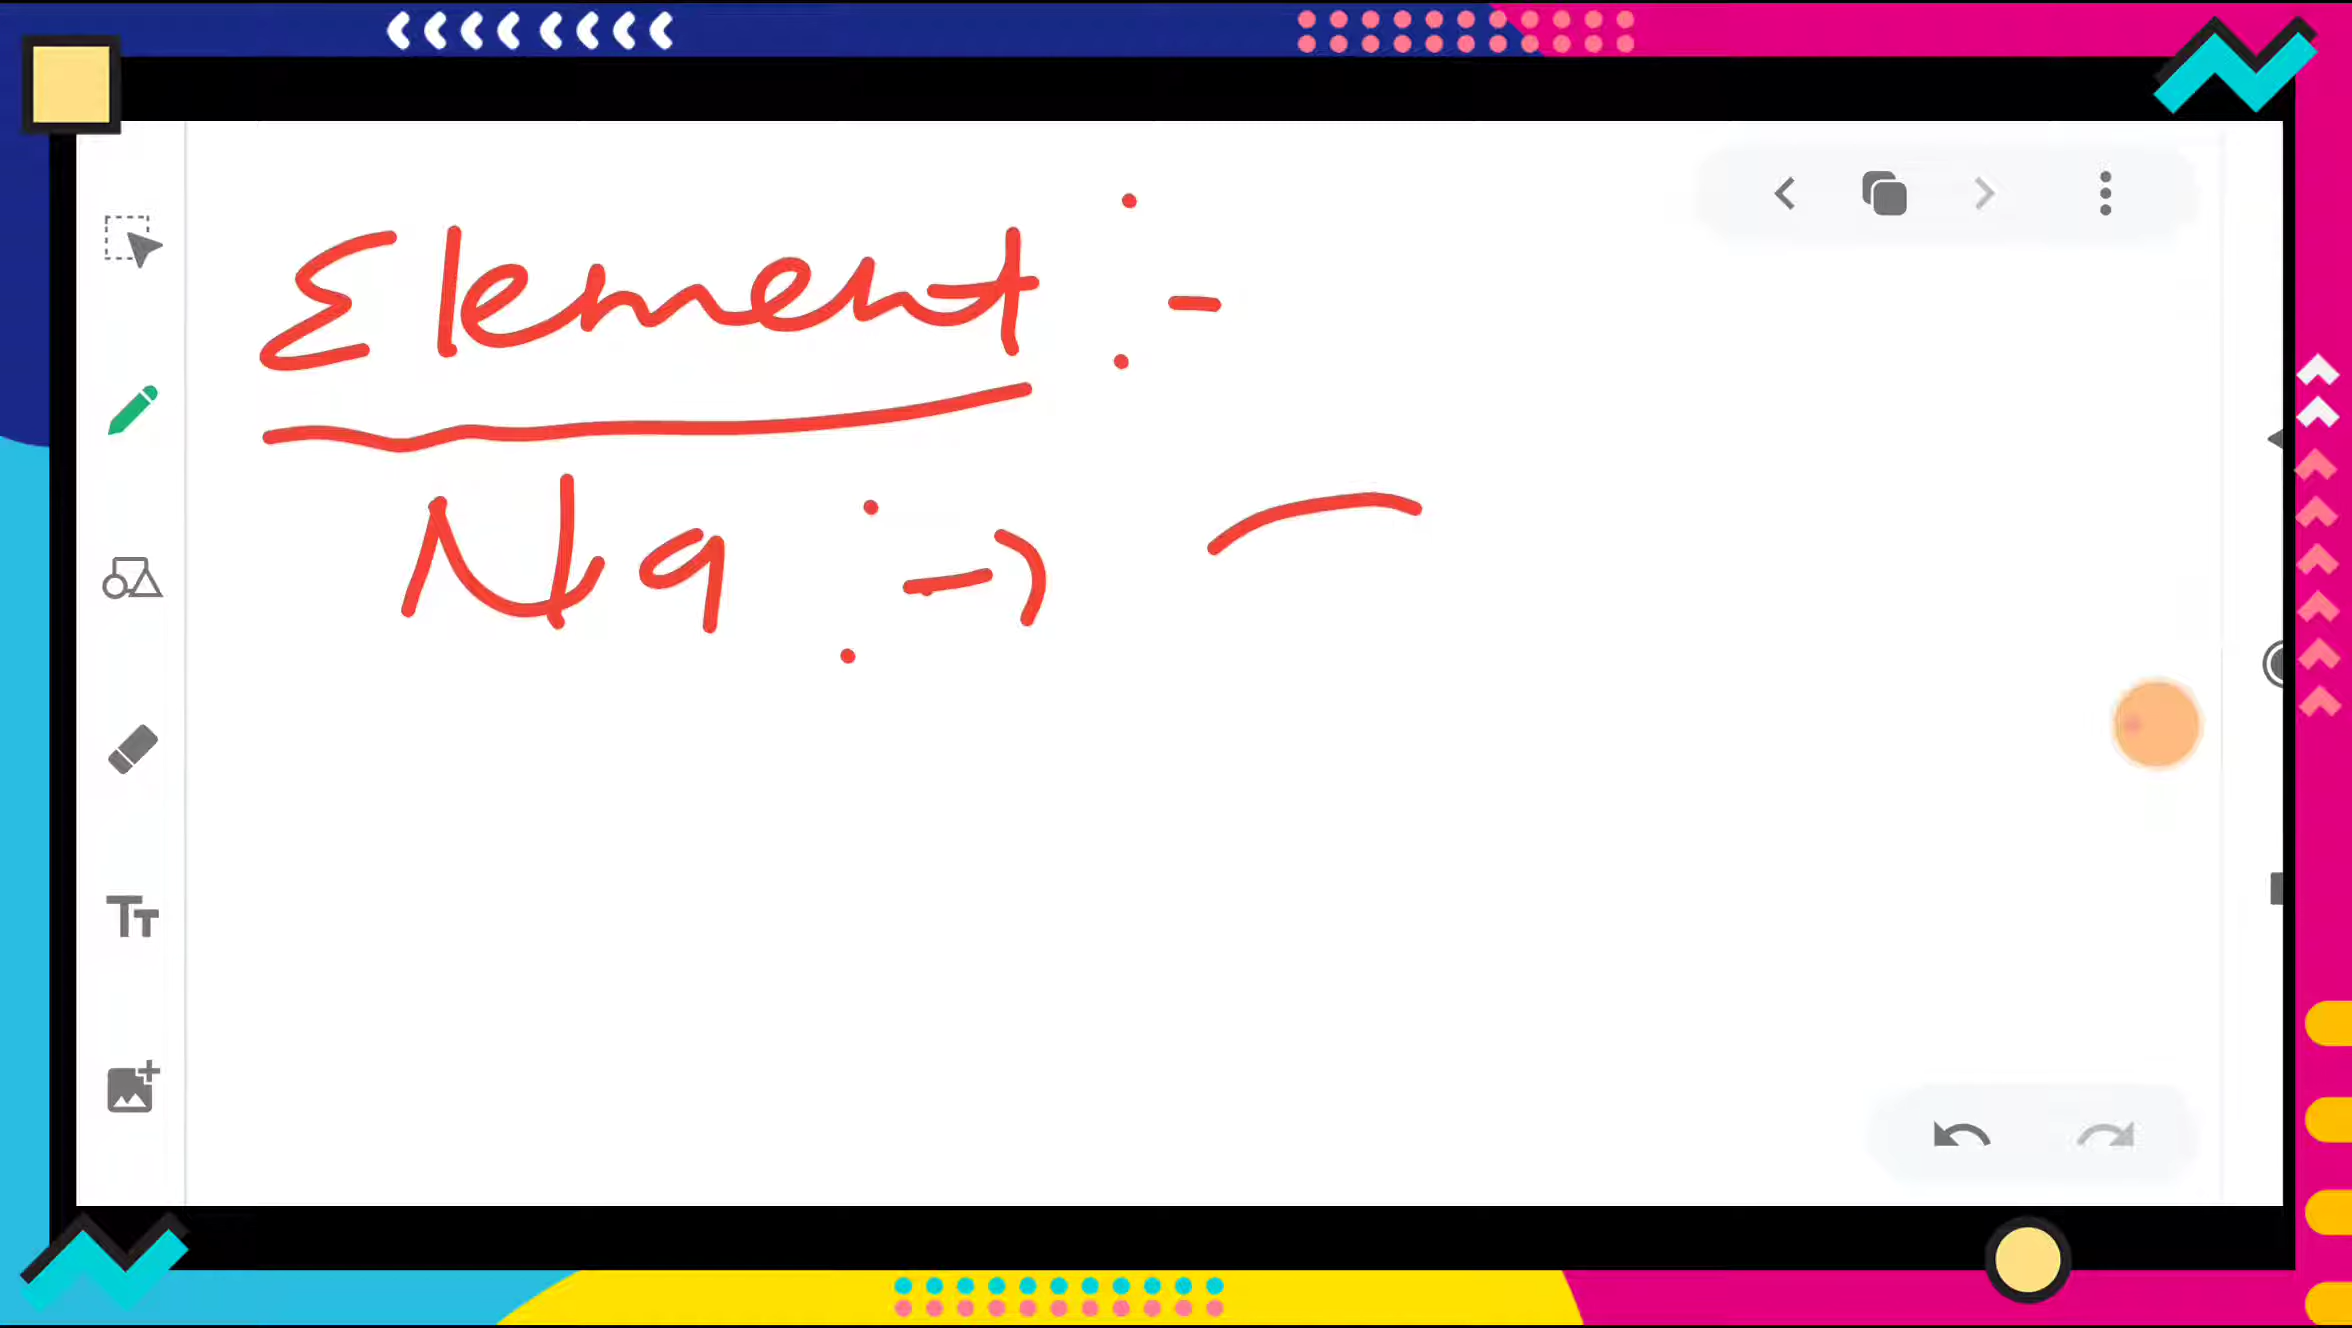 Element :-
Na :→